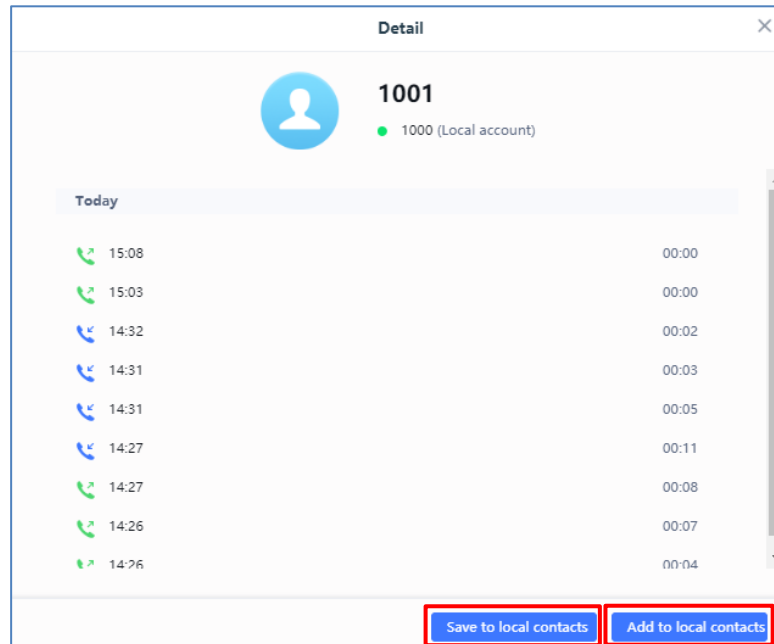 Detail
1001
1000 (Local account)
Today
15:08 00:00
15:03 00:00
14:32 00:02
14:31 00:03
14:31 00:05
14:27 00:11
14:27 00:08
14:26 00:07
14:26 00:04
Save to local contacts Add to local contacts